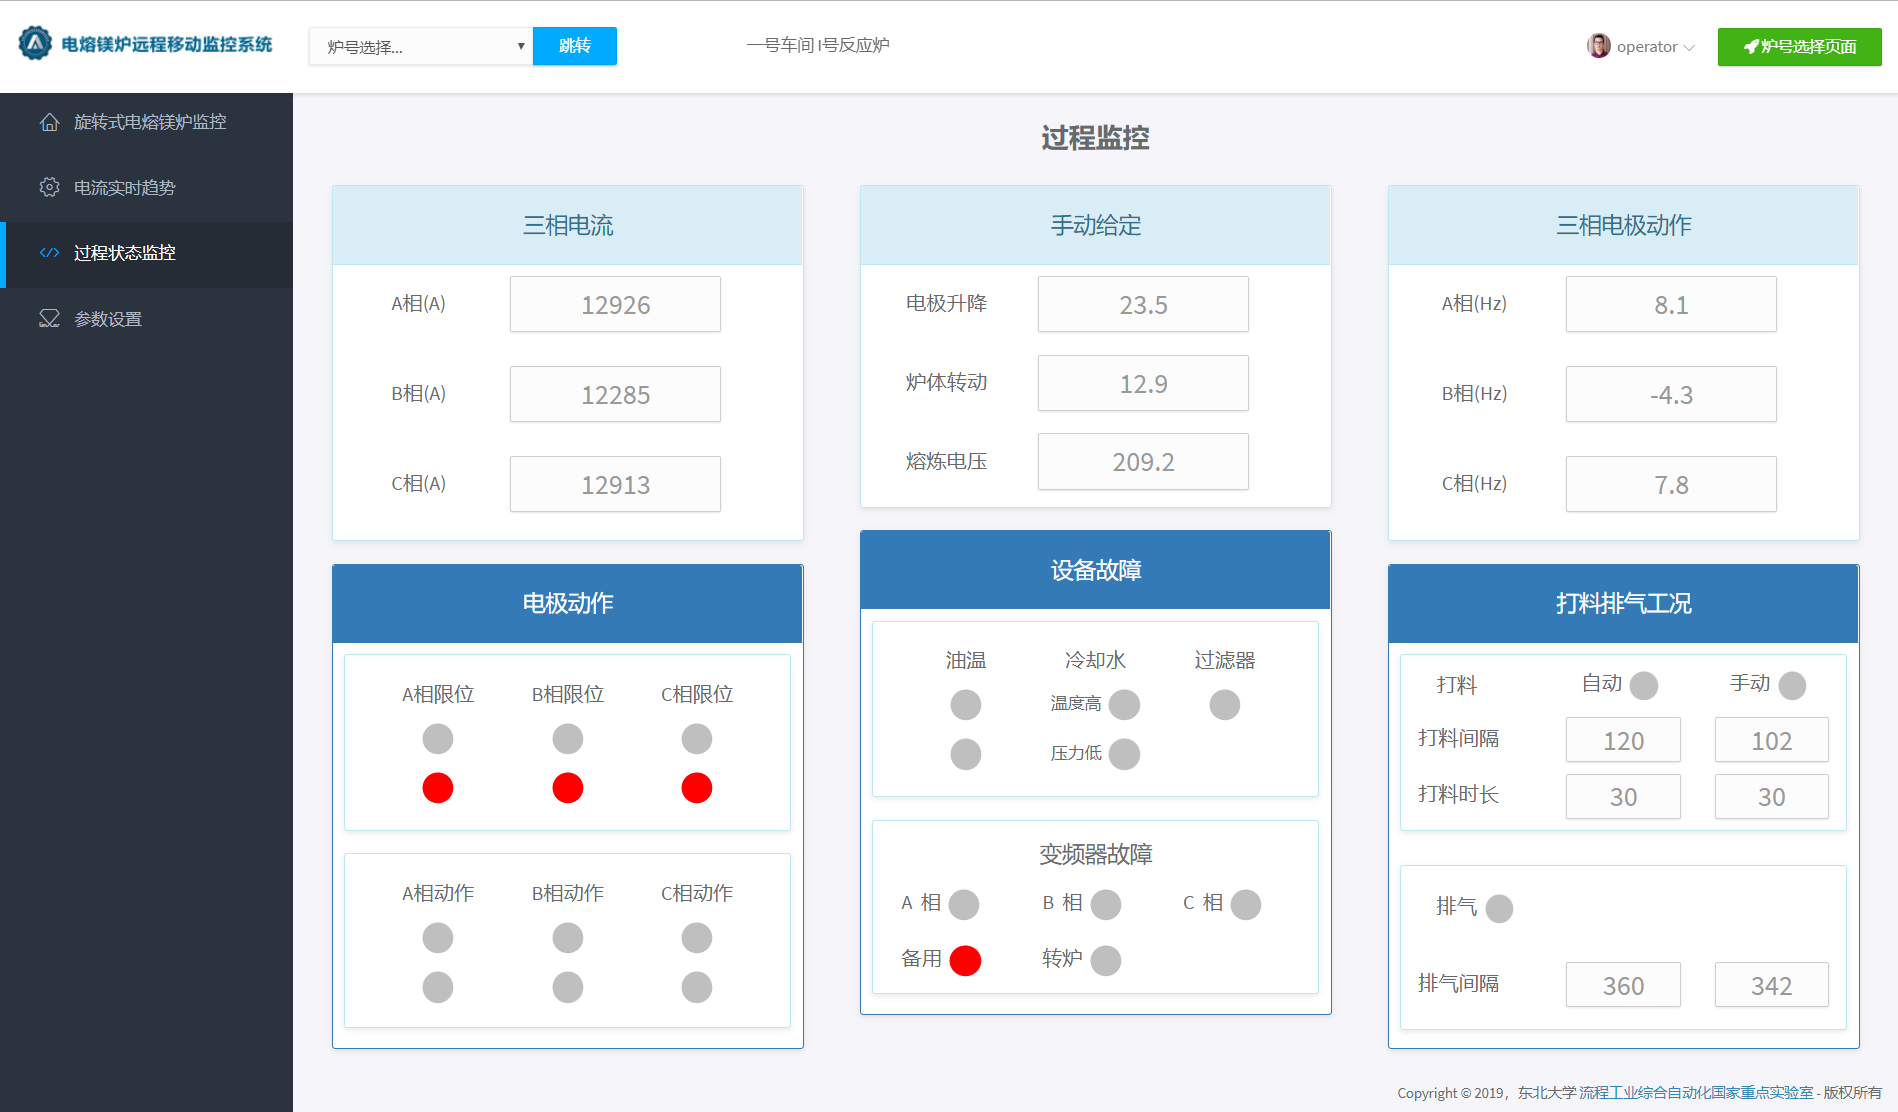 电熔镁炉远程移动监控系统
炉号选择...
跳转
一号车间 I号反应炉
operator
炉号选择页面
旋转式电熔镁炉监控
电流实时趋势
过程状态监控
参数设置
过程监控
三相电流
A相(A) 12926
B相(A) 12285
C相(A) 12913
手动给定
电极升降 23.5
炉体转动 12.9
熔炼电压 209.2
三相电极动作
A相(Hz) 8.1
B相(Hz) -4.3
C相(Hz) 7.8
电极动作
A相限位 B相限位 C相限位
A相动作 B相动作 C相动作
设备故障
油温 冷却水 过滤器
温度高
压力低
变频器故障
A 相 B 相 C 相
备用 转炉
打料排气工况
打料 自动 手动
打料间隔 120 102
打料时长 30 30
排气
排气间隔 360 342
Copyright © 2019，东北大学 流程工业综合自动化国家重点实验室 - 版权所有